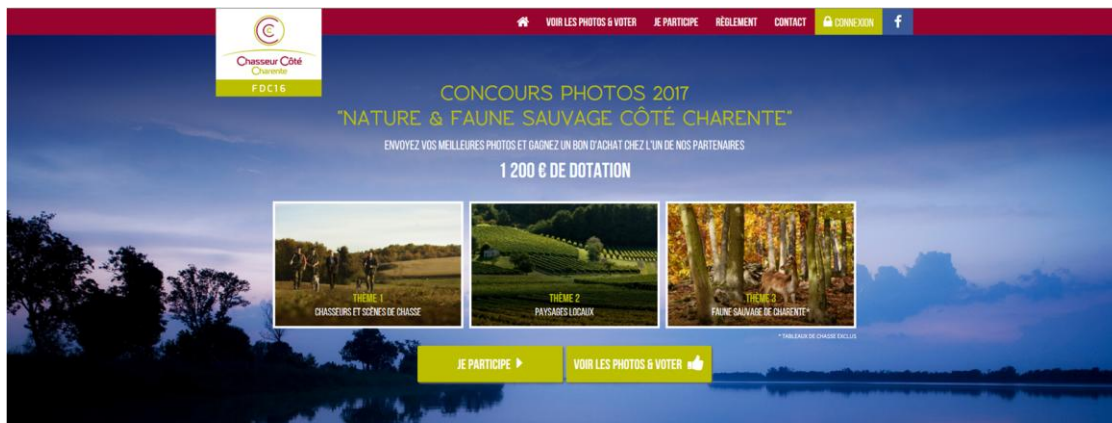 VOIR LES PHOTOS & VOTER
JE PARTICIPE
RÈGLEMENT
CONTACT
CONNEXION
f
Chasseur Côté
Charente
FDC16
CONCOURS PHOTOS 2017
"NATURE & FAUNE SAUVAGE CÔTÉ CHARENTE"
ENVOYEZ VOS MEILLEURES PHOTOS ET GAGNEZ UN BON D'ACHAT CHEZ L'UN DE NOS PARTENAIRES
1 200 € DE DOTATION
THÈME 1
CHASSEURS ET SCÈNES DE CHASSE
THÈME 2
PAYSAGES LOCAUX
THÈME 3
FAUNE SAUVAGE DE CHARENTE*
* TABLEAUX DE CHASSE EXCLUS
JE PARTICIPE
VOIR LES PHOTOS & VOTER